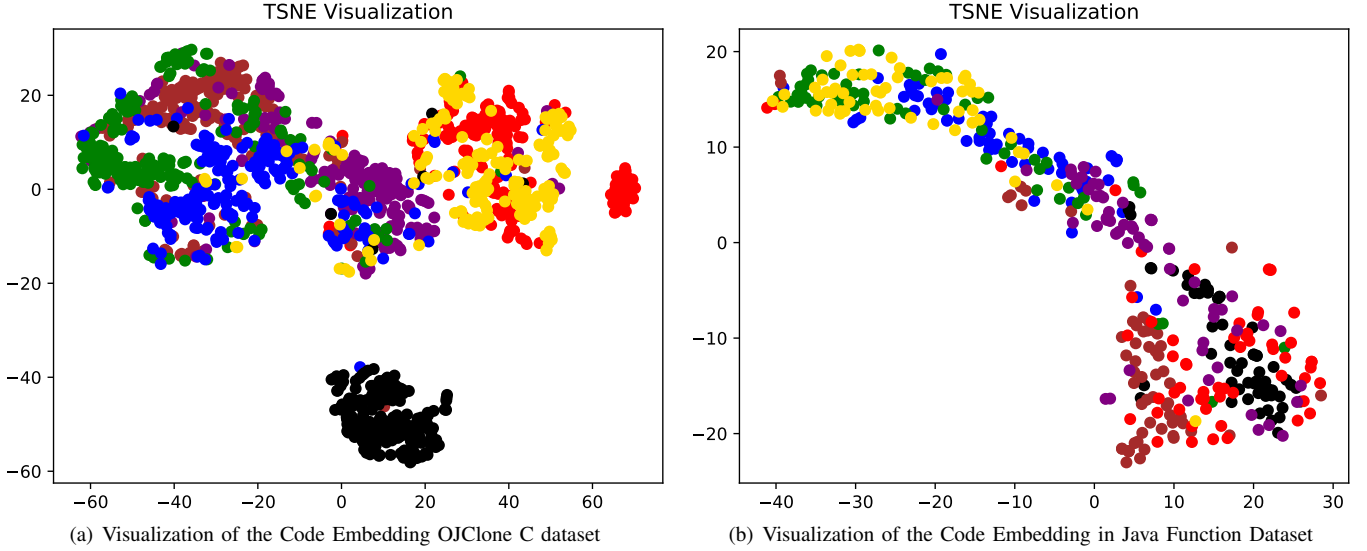 TSNE Visualization
20
0
−20
−40
−60
−60 −40 −20 0 20 40 60
(a) Visualization of the Code Embedding OJClone C dataset
TSNE Visualization
20
10
0
−10
−20
−40 −30 −20 −10 0 10 20 30
(b) Visualization of the Code Embedding in Java Function Dataset